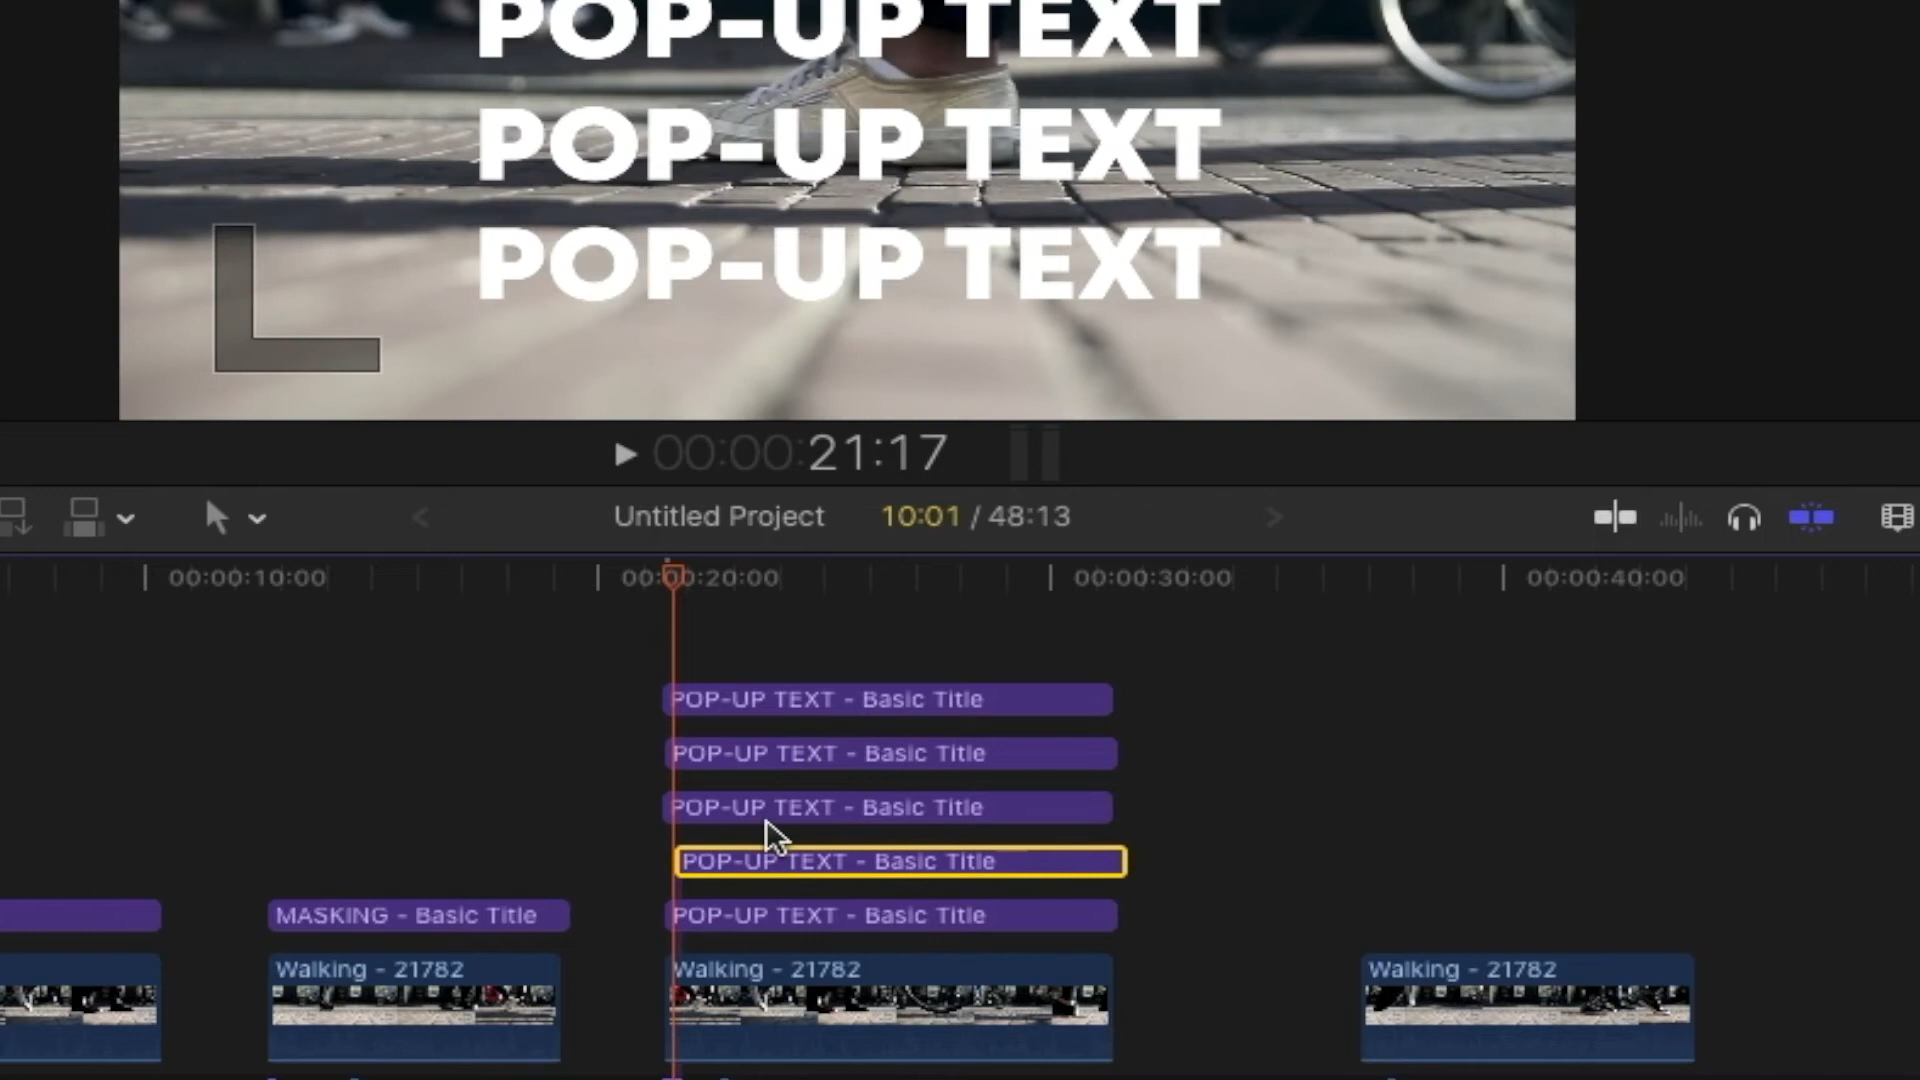 POP-UP TEXT
POP-UP TEXT
POP-UP TEXT
00:00:21:17
Untitled Project 10:01 / 48:13
00:00:10:00 00:00:20:00 00:00:30:00 00:00:40:00
POP-UP TEXT - Basic Title
POP-UP TEXT - Basic Title
POP-UP TEXT - Basic Title
POP-UP TEXT - Basic Title
MASKING - Basic Title POP-UP TEXT - Basic Title
Walking - 21782 Walking - 21782 Walking - 21782